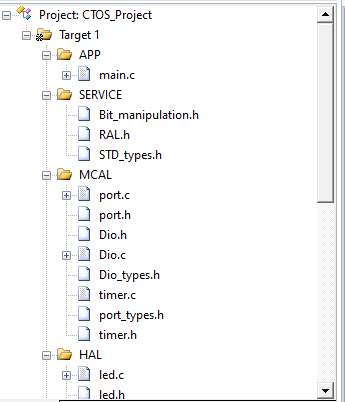 Project: CTOS_Project
Target 1
APP
main.c
SERVICE
Bit_manipulation.h
RAL.h
STD_types.h
MCAL
port.c
port.h
Dio.h
Dio.c
Dio_types.h
timer.c
port_types.h
timer.h
HAL
led.c
led.h